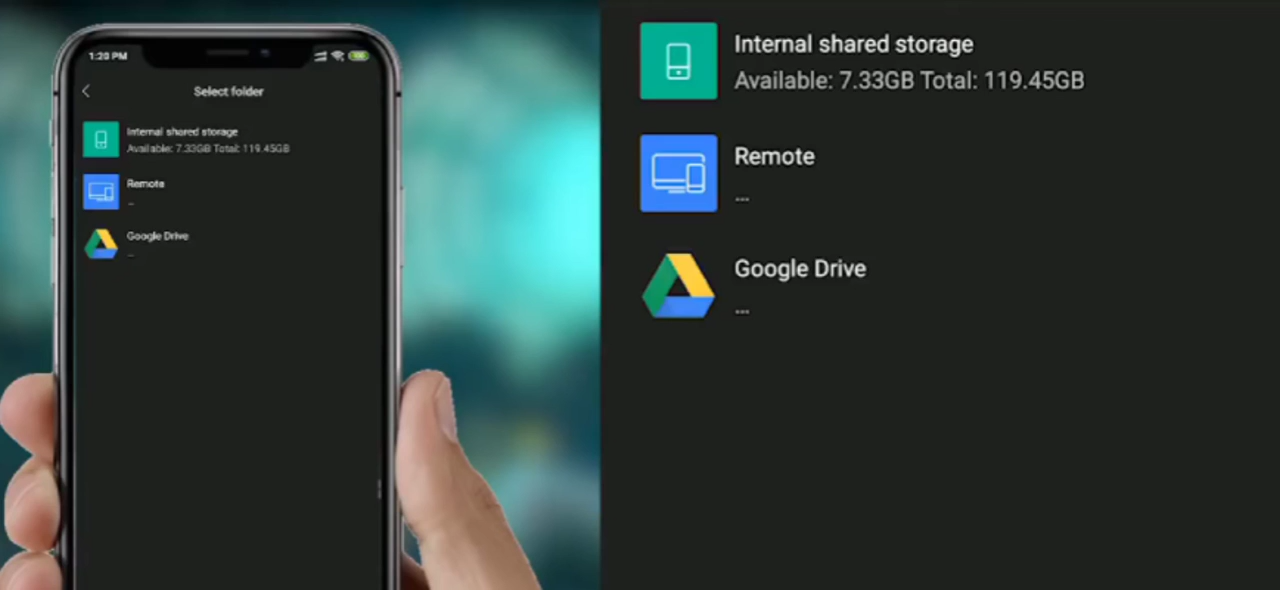 1:20 PM
Select folder
Internal shared storage
Available: 7.33GB Total: 119.45GB
Remote
...
Google Drive
...
Internal shared storage
Available: 7.33GB Total: 119.45GB
Remote
...
Google Drive
...